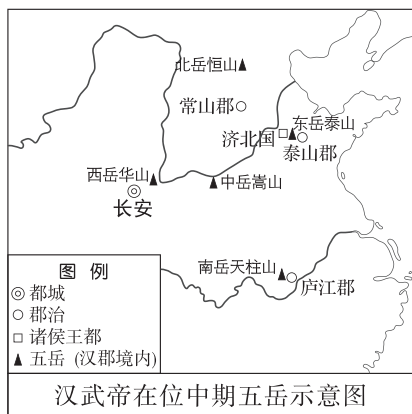 北岳恒山
常山郡
东岳泰山
济北国
泰山郡
西岳华山
中岳嵩山
长安
南岳天柱山
庐江郡
图例
都城
郡治
诸侯王都
五岳 (汉郡境内)
汉武帝在位中期五岳示意图